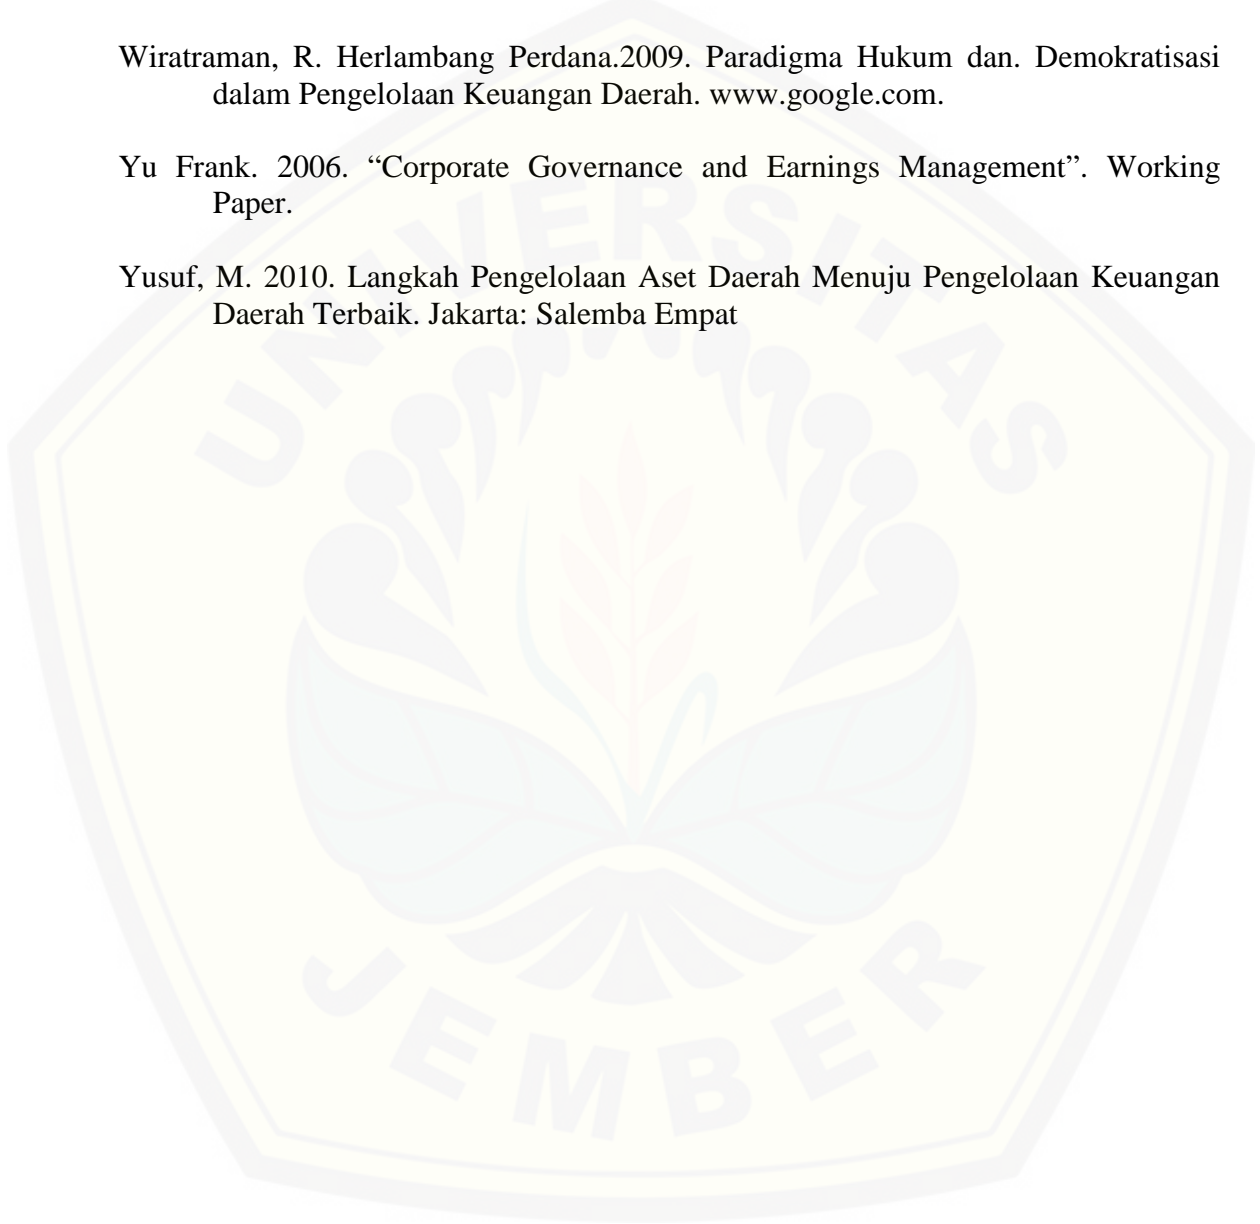 Wiratraman, R. Herlambang Perdana.2009. Paradigma Hukum dan. Demokratisasi
dalam Pengelolaan Keuangan Daerah. www.google.com.
Yu Frank. 2006. “Corporate Governance and Earnings Management”. Working
Paper.
Yusuf, M. 2010. Langkah Pengelolaan Aset Daerah Menuju Pengelolaan Keuangan
Daerah Terbaik. Jakarta: Salemba Empat
UNIVERSITAS
JEMBER